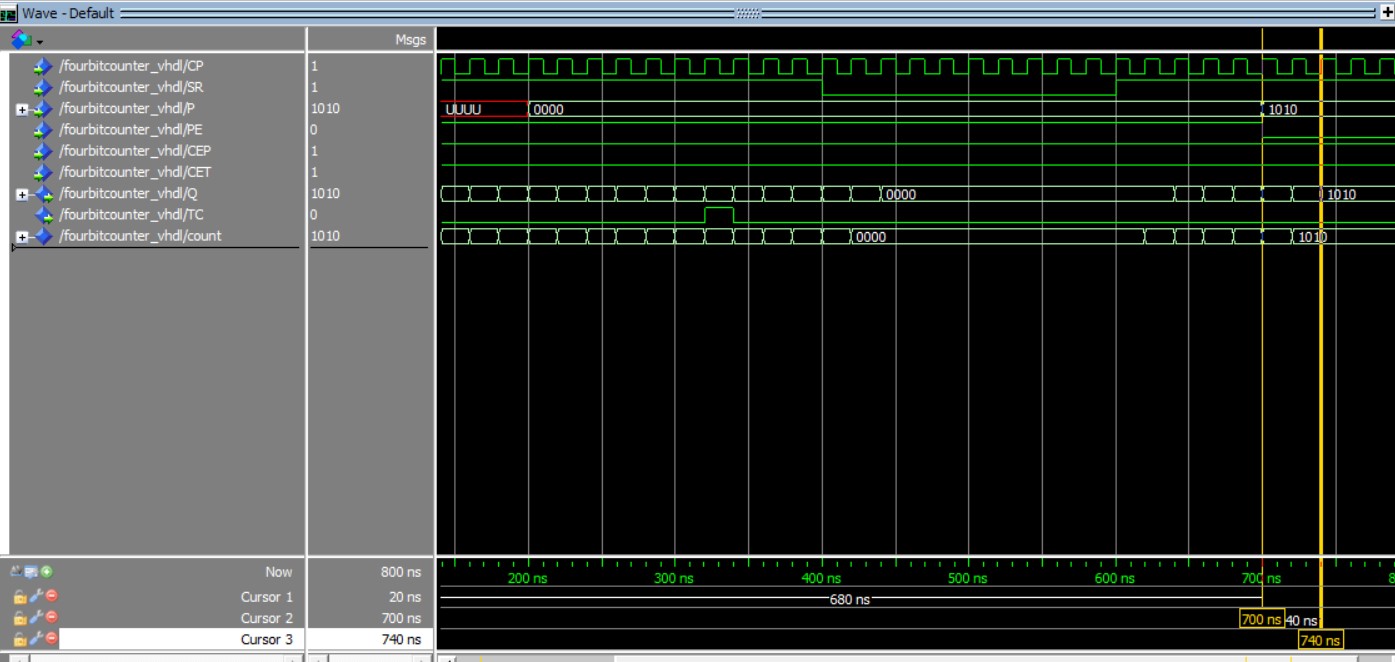 Wave - Default
Msgs
/fourbitcounter_vhdl/CP 1
/fourbitcounter_vhdl/SR 1
/fourbitcounter_vhdl/P 1010 UUUU 0000 1010
/fourbitcounter_vhdl/PE 0
/fourbitcounter_vhdl/CEP 1
/fourbitcounter_vhdl/CET 1
/fourbitcounter_vhdl/Q 1010 0000 1010
/fourbitcounter_vhdl/TC 0
/fourbitcounter_vhdl/count 1010 0000 1010
Now 800 ns 200 ns 300 ns 400 ns 500 ns 600 ns 700 ns 8
Cursor 1 20 ns 680 ns
Cursor 2 700 ns 700 ns 40 ns
Cursor 3 740 ns 740 ns